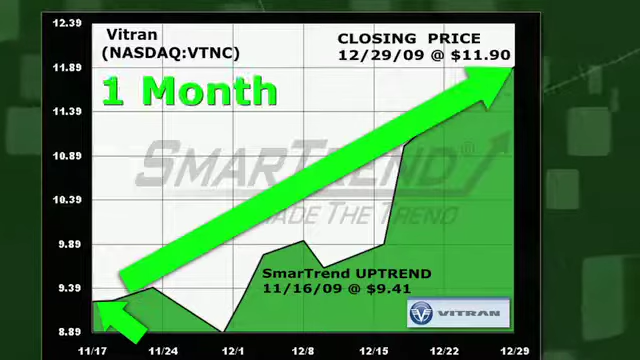 12.39
11.89
11.39
10.89
10.39
9.89
9.39
8.89
Vitran
(NASDAQ:VTNC)
CLOSING PRICE
12/29/09 @ $11.90
1 Month
SMARTREND®
MADE THE TREND
SmarTrend UPTREND
11/16/09 @ $9.41
VITRAN
11/17 11/24 12/1 12/8 12/15 12/22 12/29